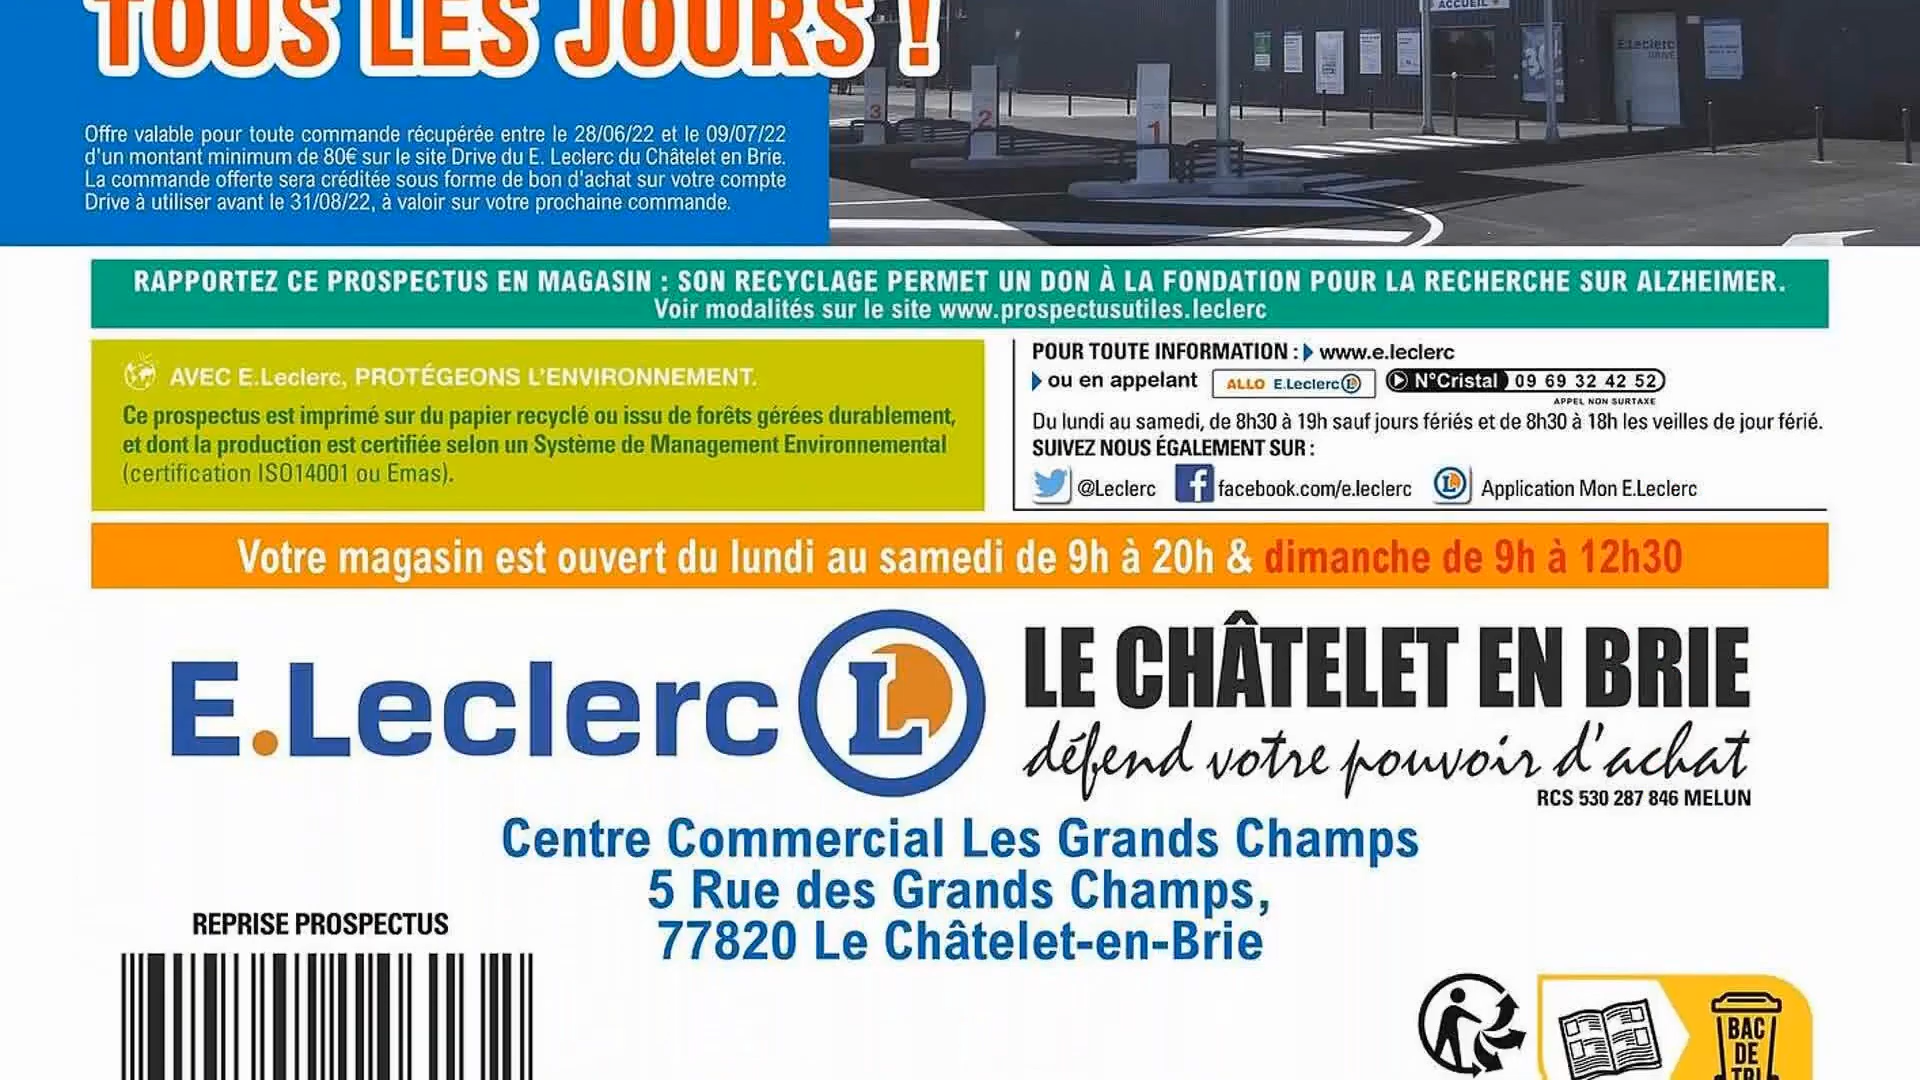 TOUS LES JOURS !
ACCUEIL
E.Leclerc
DRIVE
3
2
1
Offre valable pour toute commande récupérée entre le 28/06/22 et le 09/07/22
d'un montant minimum de 80€ sur le site Drive du E. Leclerc du Châtelet en Brie.
La commande offerte sera créditée sous forme de bon d'achat sur votre compte
Drive à utiliser avant le 31/08/22, à valoir sur votre prochaine commande.
RAPPORTEZ CE PROSPECTUS EN MAGASIN : SON RECYCLAGE PERMET UN DON À LA FONDATION POUR LA RECHERCHE SUR ALZHEIMER.
Voir modalités sur le site www.prospectusutiles.leclerc
AVEC E.Leclerc, PROTÉGEONS L'ENVIRONNEMENT.
Ce prospectus est imprimé sur du papier recyclé ou issu de forêts gérées durablement,
et dont la production est certifiée selon un Système de Management Environnemental
(certification ISO14001 ou Emas).
POUR TOUTE INFORMATION : www.e.leclerc
ou en appelant ALLO E.Leclerc L N°Cristal 09 69 32 42 52
APPEL NON SURTAXE
Du lundi au samedi, de 8h30 à 19h sauf jours fériés et de 8h30 à 18h les veilles de jour férié.
SUIVEZ NOUS ÉGALEMENT SUR :
@Leclerc facebook.com/e.leclerc Application Mon E.Leclerc
Votre magasin est ouvert du lundi au samedi de 9h à 20h & dimanche de 9h à 12h30
E.Leclerc L
LE CHÂTELET EN BRIE
défend votre pouvoir d'achat
RCS 530 287 846 MELUN
Centre Commercial Les Grands Champs
5 Rue des Grands Champs,
77820 Le Châtelet-en-Brie
REPRISE PROSPECTUS
BAC
DE
TRI